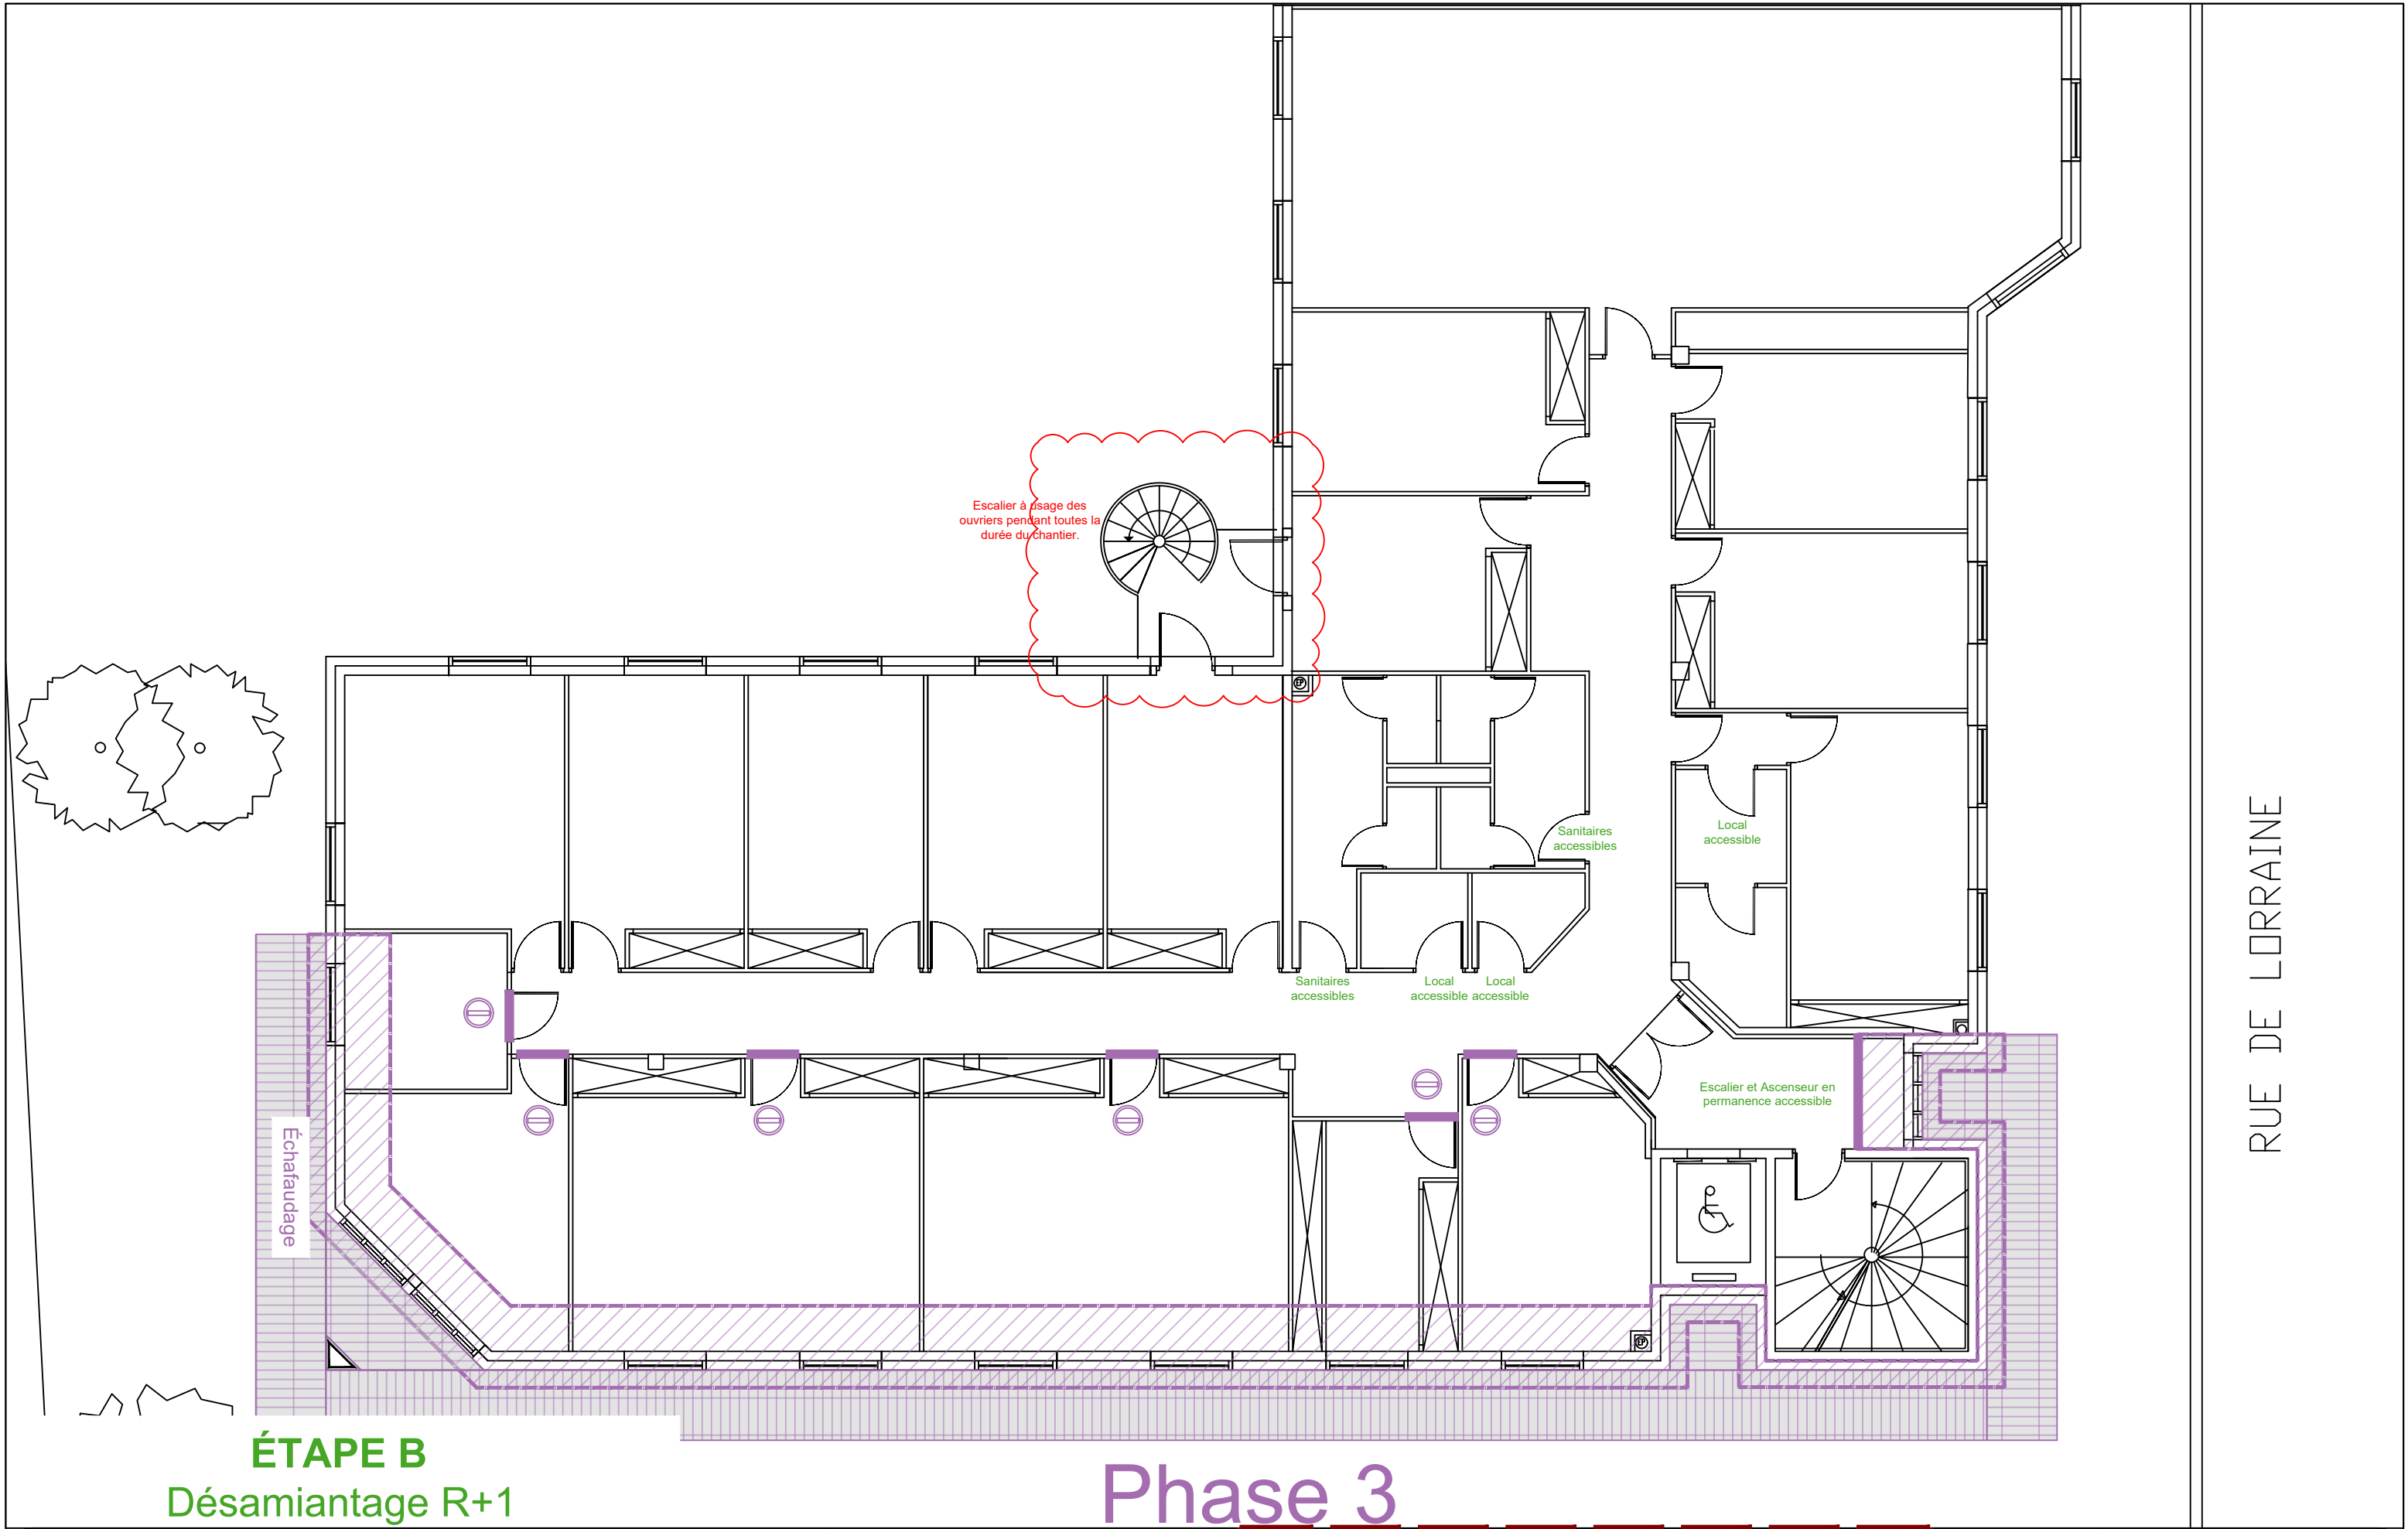 Escalier à usage des
ouvriers pendant toutes la
durée du chantier.
Sanitaires
accessibles
Local
accessible
Sanitaires
accessibles
Local
accessible
Local
accessible
Escalier et Ascenseur en
permanence accessible
Échafaudage
RUE DE LORRAINE
ÉTAPE B
Désamiantage R+1
Phase 3